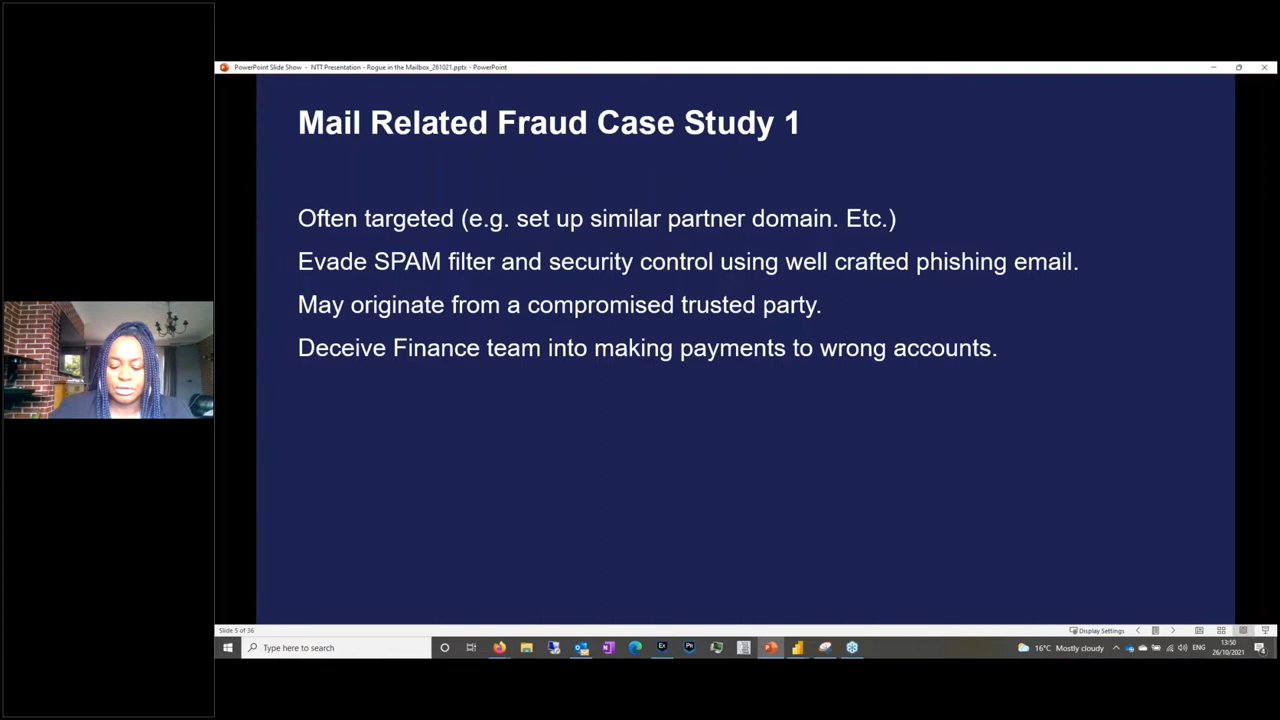 PowerPoint Slide Show - NTT Presentation - Rogue in the Mailbox_261021.pptx - PowerPoint
Mail Related Fraud Case Study 1
Often targeted (e.g. set up similar partner domain. Etc.)
Evade SPAM filter and security control using well crafted phishing email.
May originate from a compromised trusted party.
Deceive Finance team into making payments to wrong accounts.
Slide 5 of 36
Display Settings
Type here to search
16°C Mostly cloudy
ENG
13:50
26/10/2021